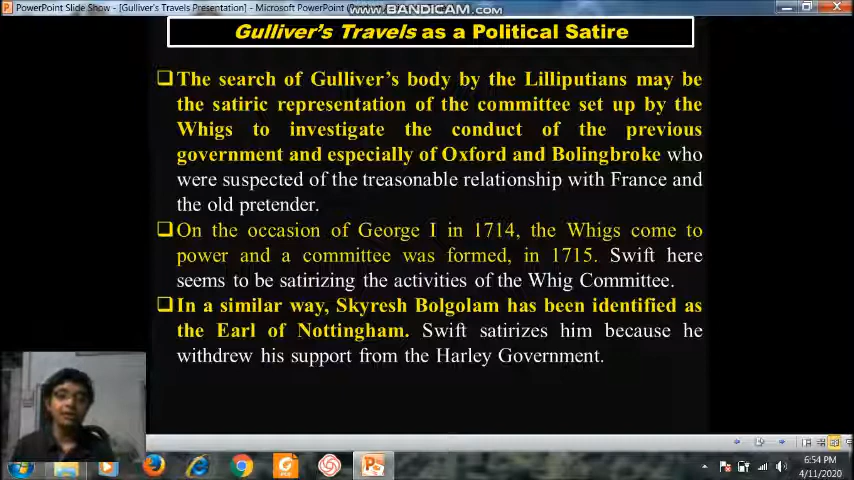 PowerPoint Slide Show - [Gulliver's Travels Presentation] - Microsoft PowerPoint
www.BANDICAM.com
Gulliver's Travels as a Political Satire
The search of Gulliver's body by the Lilliputians may be
the satiric representation of the committee set up by the
Whigs to investigate the conduct of the previous
government and especially of Oxford and Bolingbroke who
were suspected of the treasonable relationship with France and
the old pretender.
On the occasion of George I in 1714, the Whigs come to
power and a committee was formed, in 1715. Swift here
seems to be satirizing the activities of the Whig Committee.
In a similar way, Skyresh Bolgolam has been identified as
the Earl of Nottingham. Swift satirizes him because he
withdrew his support from the Harley Government.
6:54 PM
4/11/2020